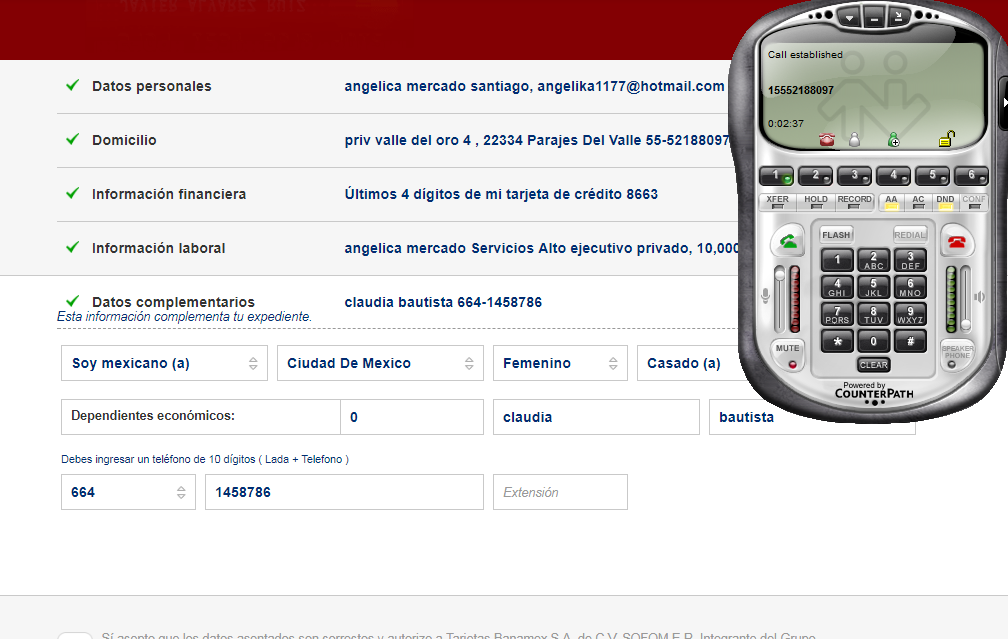 JAVIER ALVAREZ RUIZ
Datos personales angelica mercado santiago, angelika1177@hotmail.com
Domicilio priv valle del oro 4 , 22334 Parajes Del Valle 55-52188097
Información financiera Últimos 4 dígitos de mi tarjeta de crédito 8663
Información laboral angelica mercado Servicios Alto ejecutivo privado, 10,000
Datos complementarios claudia bautista 664-1458786
Esta información complementa tu expediente.
Soy mexicano (a) Ciudad De Mexico Femenino Casado (a)
Dependientes económicos: 0 claudia bautista
Debes ingresar un teléfono de 10 dígitos ( Lada + Telefono )
664 1458786 Extensión
Sí acepto que los datos asentados son correctos y autorizo a Tarjetas Banamex S.A. de C.V. SOFOM E.R. Integrante del Grupo
Call established
15552188097
0:02:37
1 2 3 4 5 6
XFER HOLD RECORD AA AC DND CONF
FLASH REDIAL
1 2 ABC 3 DEF
4 GHI 5 JKL 6 MNO
7 PQRS 8 TUV 9 WXYZ
* 0 #
MUTE SPEAKER PHONE
CLEAR
Powered by
COUNTERPATH